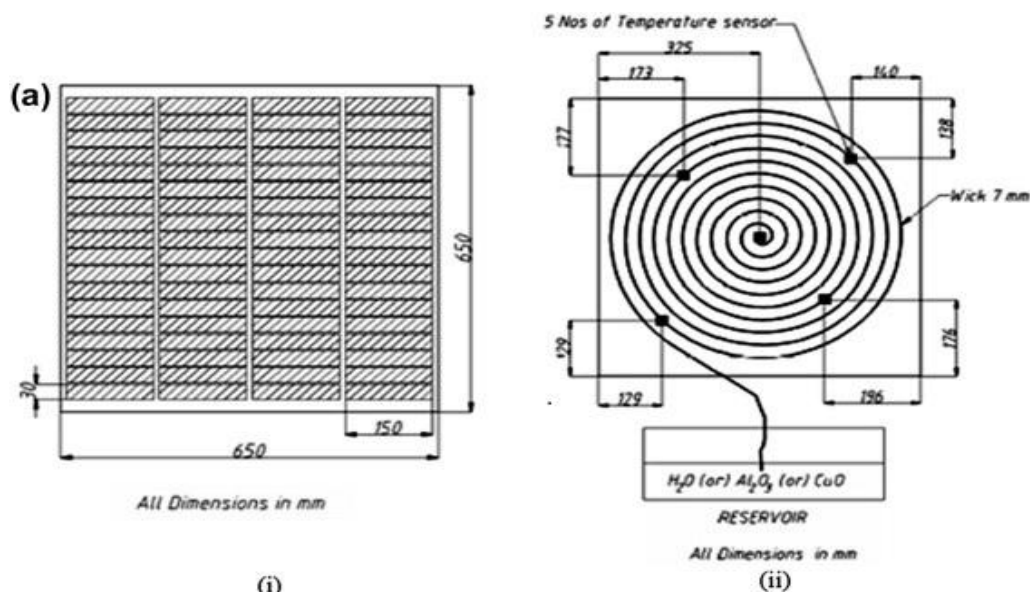 (a)
650
30
150
650
All Dimensions in mm
(i)
5 Nos of Temperature sensor
325
173
140
177
138
Wick 7 mm
129
176
129
196
H₂O (or) Al₂O₃ (or) CuO
RESERVOIR
All Dimensions in mm
(ii)